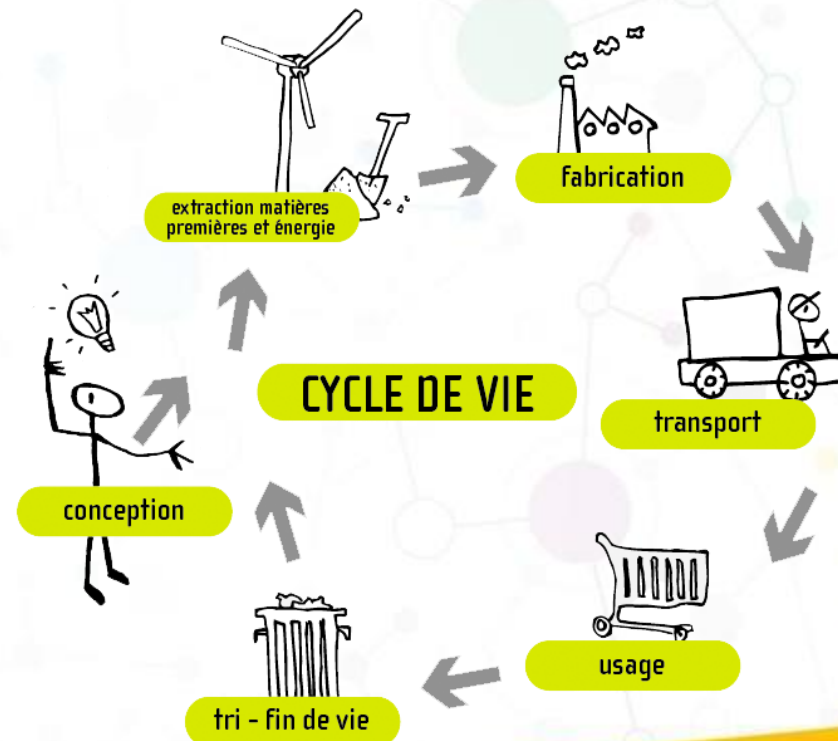 extraction matières
premières et énergie
fabrication
CYCLE DE VIE
transport
conception
usage
tri - fin de vie